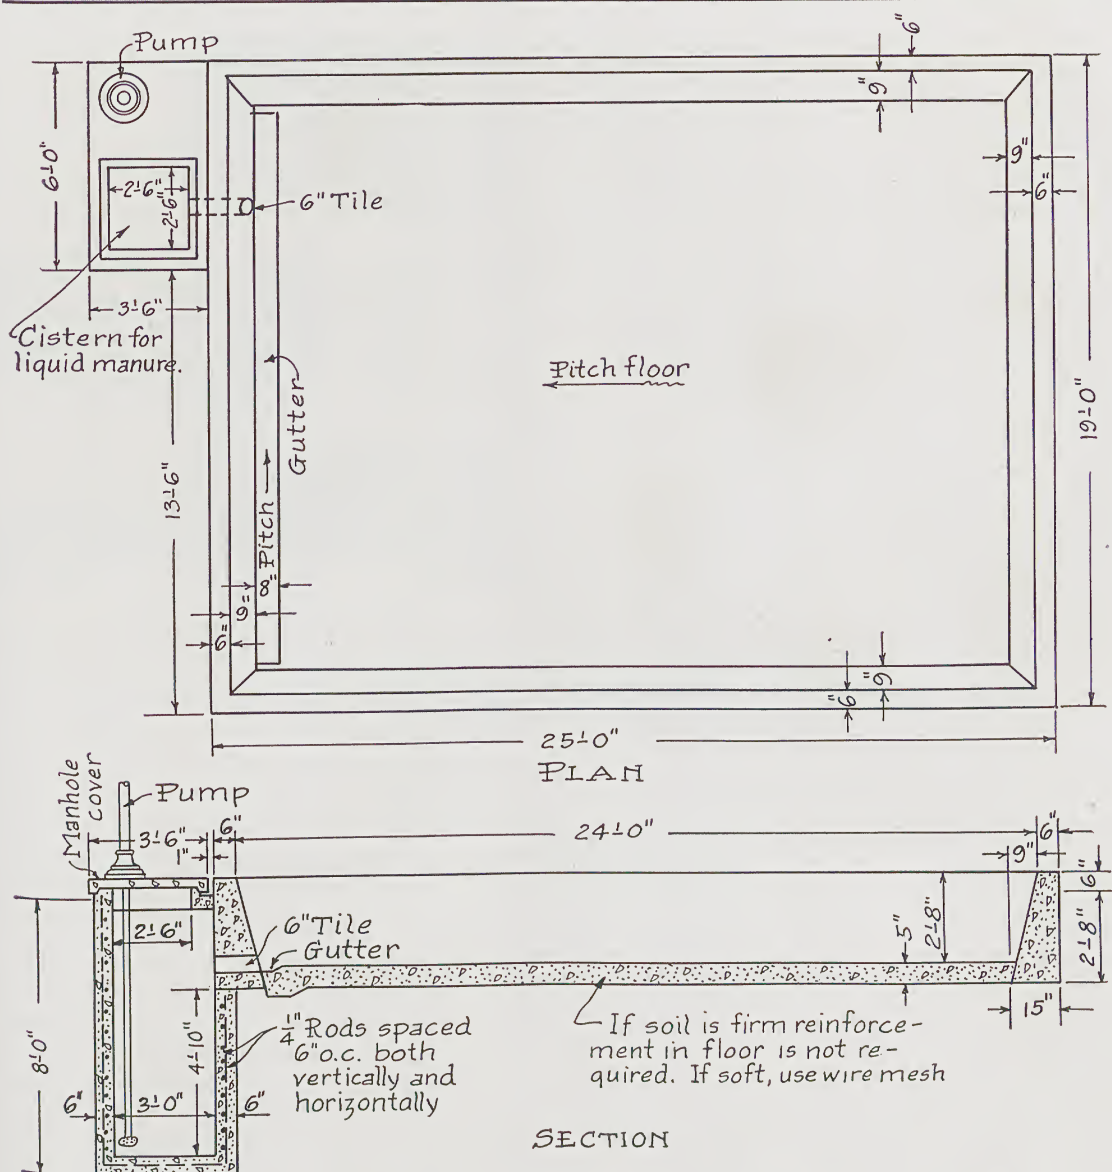 Pump
6"
9"
6'-0"
2'-6"
2'-6"
6" Tile
9"
6"
3'-6"
Cistern for
liquid manure.
Pitch floor
Gutter
19'-0"
13'-6"
Pitch
8"
9"
6"
9"
6"
25'-0"
PLAN
Manhole
cover
Pump
3'-6"
6"
24'-0"
6"
1"
9"
6"
2'-6"
6" Tile
Gutter
5"
2'-8"
2'-8"
15"
8'-0"
4'-10"
1/4" Rods spaced
6" o.c. both
vertically and
horizontally
If soil is firm reinforce-
ment in floor is not re-
quired. If soft, use wire mesh
6"
3'-0"
6"
SECTION